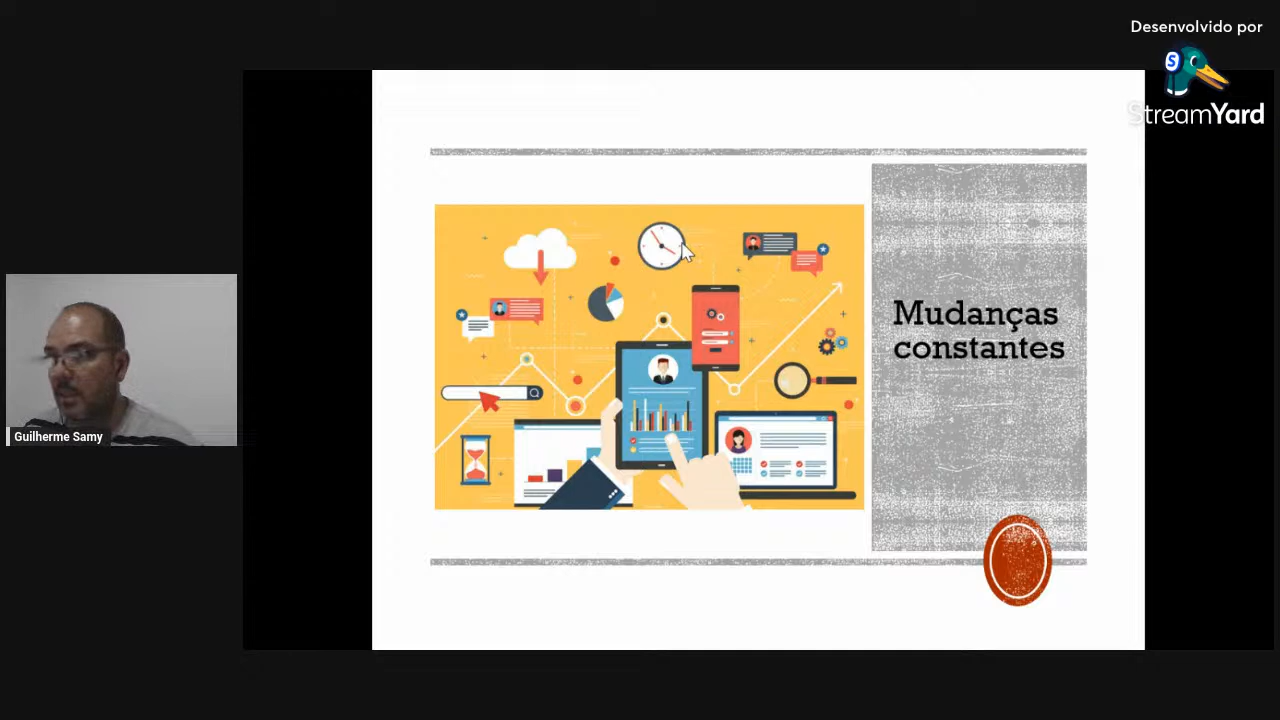 Desenvolvido por
StreamYard
Mudanças
constantes
Guilherme Samy